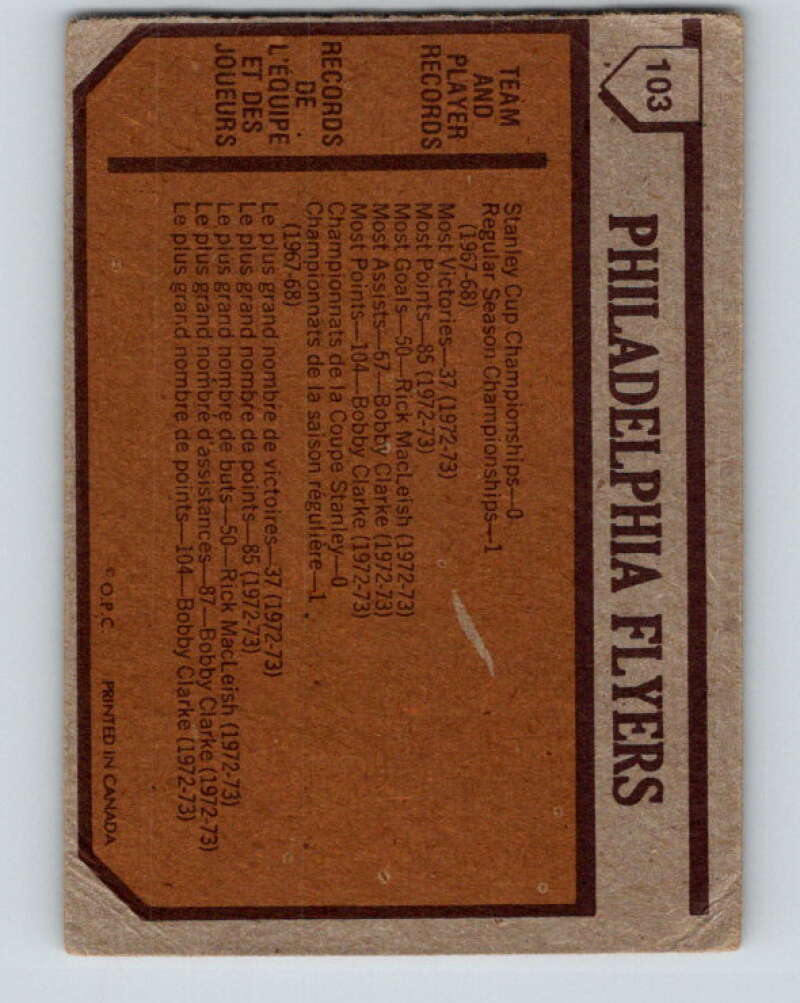 103
PHILADELPHIA FLYERS
TEAM
AND
PLAYER
RECORDS
Stanley Cup Championships—0
Regular Season Championships—1
(1967-68)
Most Victories—37 (1972-73)
Most Points—85 (1972-73)
Most Goals—50—Rick MacLeish (1972-73)
Most Assists—67—Bobby Clarke (1972-73)
Most Points—104—Bobby Clarke (1972-73)
RECORDS
DE
L'ÉQUIPE
ET DES
JOUEURS
Championnats de la Coupe Stanley—0
Championnats de la saison régulière—1
(1967-68)
Le plus grand nombre de victoires—37 (1972-73)
Le plus grand nombre de points—85 (1972-73)
Le plus grand nombre de buts—50—Rick MacLeish (1972-73)
Le plus grand nombre d'assistances—87—Bobby Clarke (1972-73)
Le plus grand nombre de points—104—Bobby Clarke (1972-73)
© O.P.C. PRINTED IN CANADA